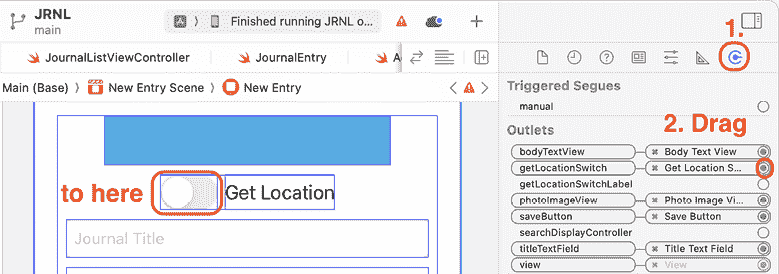 JRNL
main
Finished running JRNL o...
1.
JournalListViewController
JournalEntry
Main (Base) > New Entry Scene > New Entry
Triggered Segues
manual
2. Drag
Outlets
bodyTextView
Body Text View
getLocationSwitch
Get Location S...
getLocationSwitchLabel
photoImageView
Photo Image Vi...
saveButton
Save Button
searchDisplayController
titleTextField
Title Text Field
view
View
to here
Get Location
Journal Title